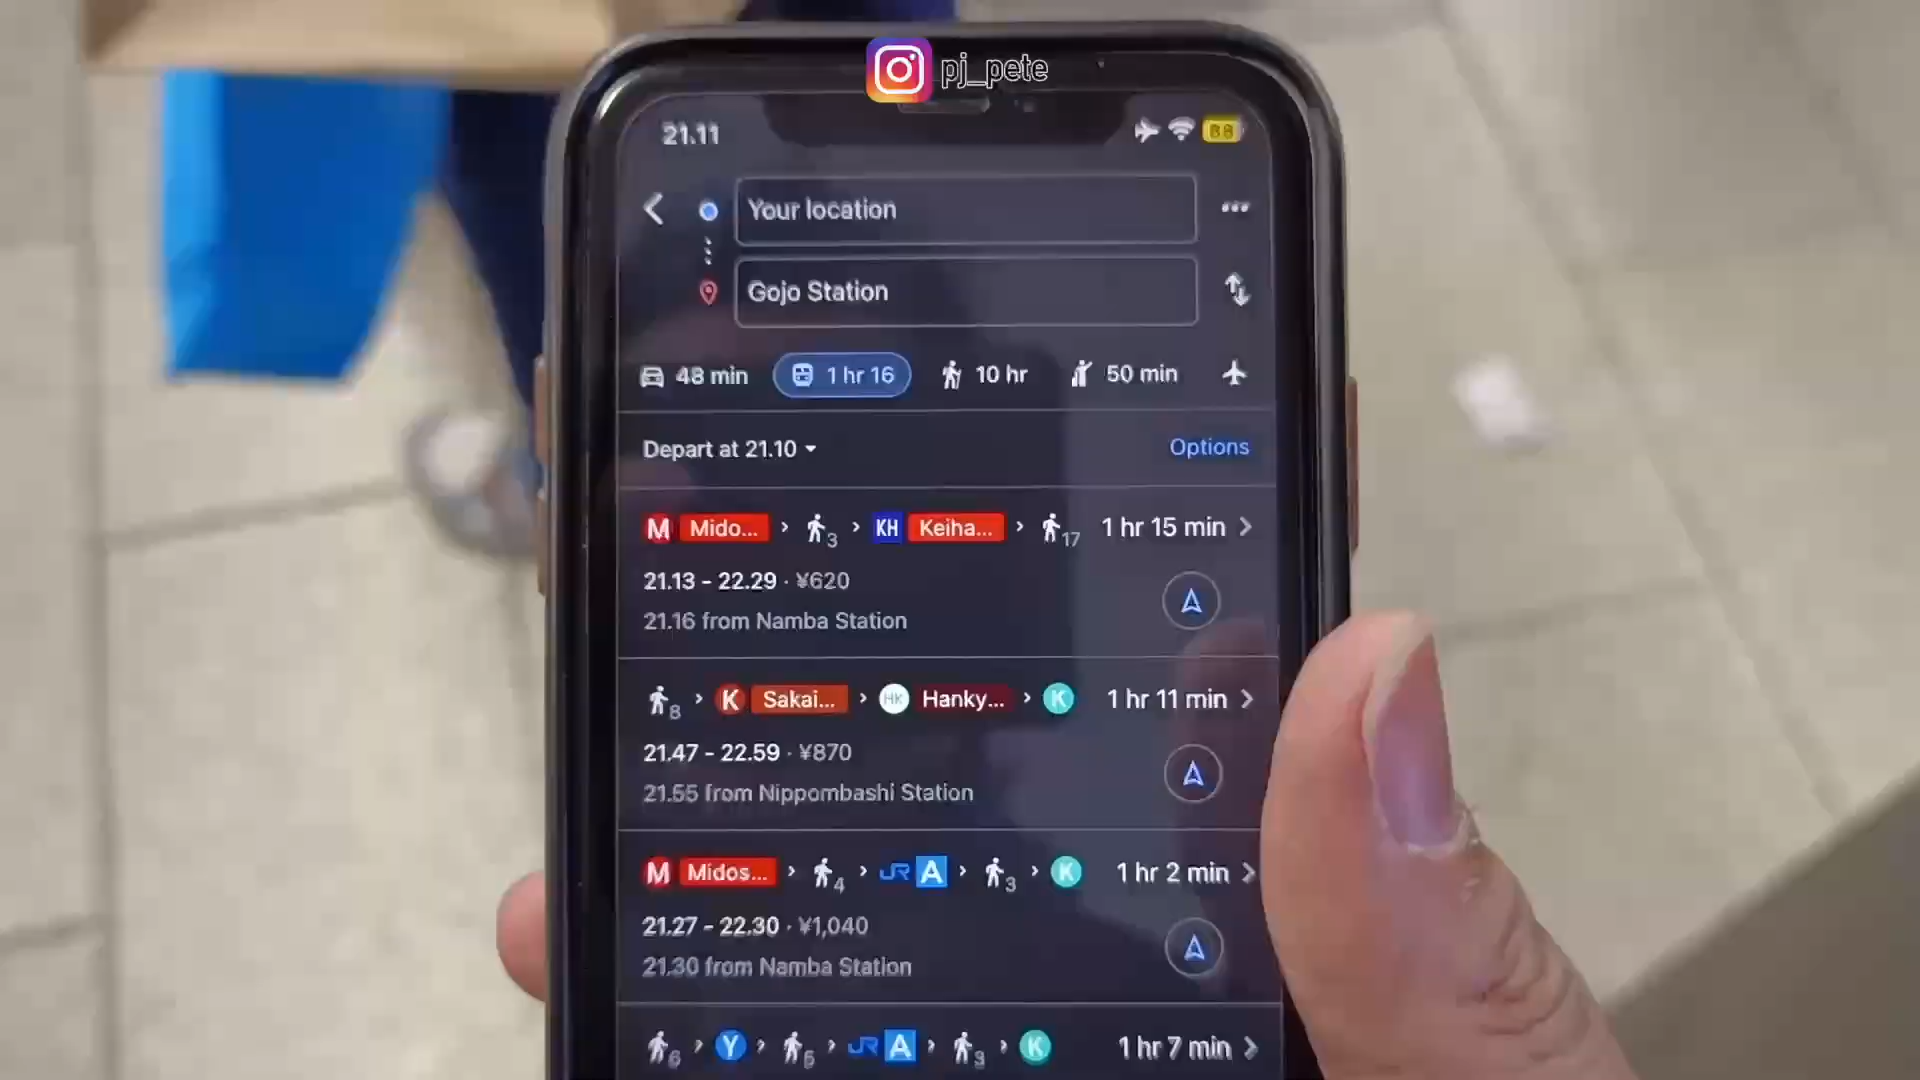 pj_pete
21.11
88
Your location
Gojo Station
48 min 1 hr 16 10 hr 50 min
Depart at 21.10 Options
M Mido... 3 KH Keiha... 17 1 hr 15 min
21.13 - 22.29 · ¥620
21.16 from Namba Station
8 K Sakai... HK Hanky... K 1 hr 11 min
21.47 - 22.59 · ¥870
21.55 from Nippombashi Station
M Midos... 4 JR A 3 K 1 hr 2 min
21.27 - 22.30 · ¥1,040
21.30 from Namba Station
6 Y 5 JR A 3 K 1 hr 7 min